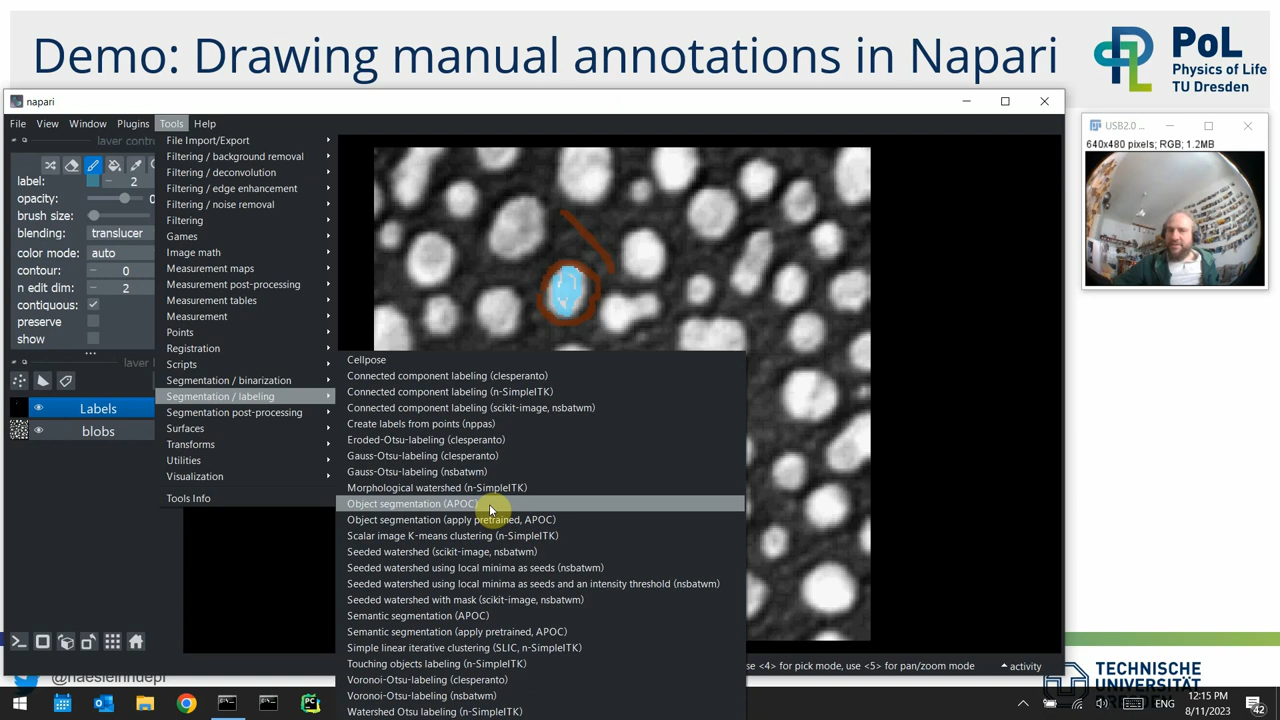 Demo: Drawing manual annotations in Napari
PoL
Physics of Life
TU Dresden
napari
File View Window Plugins Tools Help
layer contro
label: 2
opacity: 0
brush size:
blending: translucer
color mode: auto
contour: 0
n edit dim: 2
contiguous:
preserve
show
Labels
blobs
File Import/Export
Filtering / background removal
Filtering / deconvolution
Filtering / edge enhancement
Filtering / noise removal
Filtering
Games
Image math
Measurement maps
Measurement post-processing
Measurement tables
Measurement
Points
Registration
Scripts
Segmentation / binarization
Segmentation / labeling
Segmentation post-processing
Surfaces
Transforms
Utilities
Visualization
Tools Info
Cellpose
Connected component labeling (clesperanto)
Connected component labeling (n-SimpleITK)
Connected component labeling (scikit-image, nsbatwm)
Create labels from points (nppas)
Eroded-Otsu-labeling (clesperanto)
Gauss-Otsu-labeling (clesperanto)
Gauss-Otsu-labeling (nsbatwm)
Morphological watershed (n-SimpleITK)
Object segmentation (APOC)
Object segmentation (apply pretrained, APOC)
Scalar image K-means clustering (n-SimpleITK)
Seeded watershed (scikit-image, nsbatwm)
Seeded watershed using local minima as seeds (nsbatwm)
Seeded watershed using local minima as seeds and an intensity threshold (nsbatwm)
Seeded watershed with mask (scikit-image, nsbatwm)
Semantic segmentation (APOC)
Semantic segmentation (apply pretrained, APOC)
Simple linear iterative clustering (SLIC, n-SimpleITK)
Touching objects labeling (n-SimpleITK)
Voronoi-Otsu-labeling (clesperanto)
Voronoi-Otsu-labeling (nsbatwm)
Watershed Otsu labeling (n-SimpleITK)
se <4> for pick mode, use <5> for pan/zoom mode
activity
USB2.0 ...
640x480 pixels; RGB; 1.2MB
TECHNISCHE
UNIVERSITÄT
DRESDEN
ENG
12:15 PM
8/11/2023
42